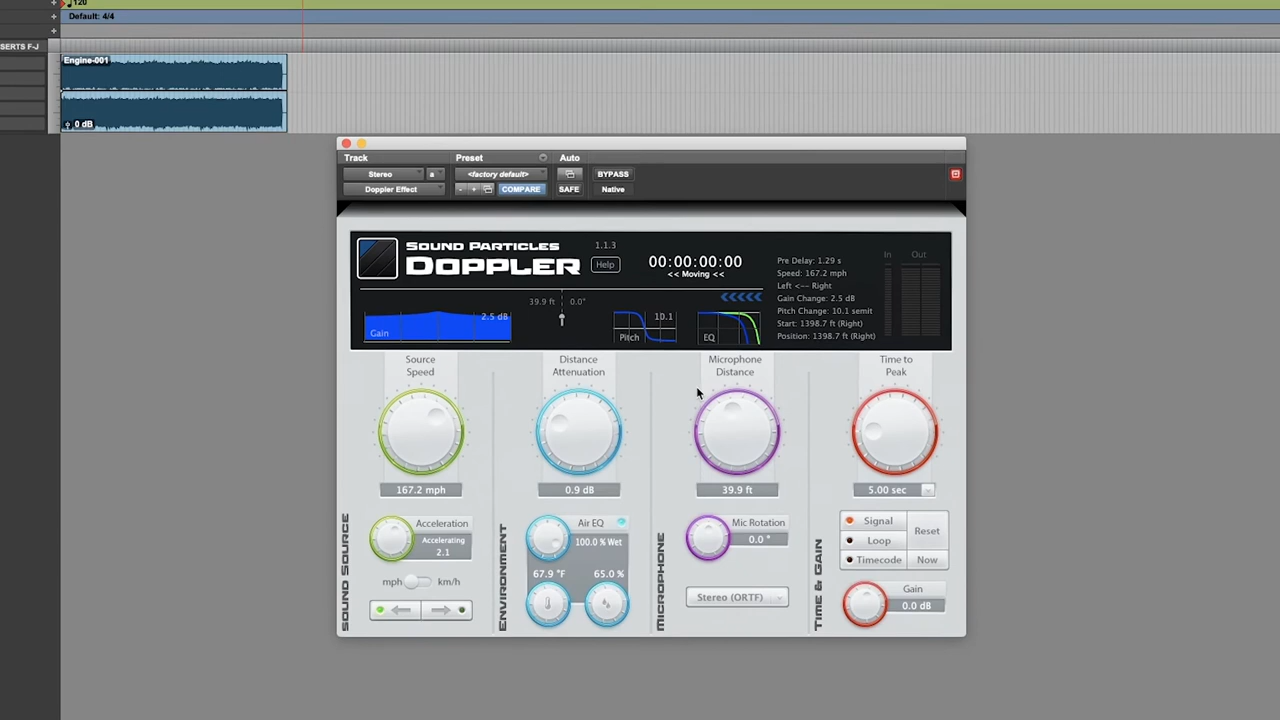 120
Default: 4/4
SERTS F-J
Engine-001
0 dB
Track
Preset
Auto
Stereo
a
<factory default>
BYPASS
Doppler Effect
- +
COMPARE
SAFE
Native
SOUND PARTICLES
DOPPLER
1.1.3
Help
00:00:00:00
<< Moving <<
Pre Delay: 1.29 s
Speed: 167.2 mph
Left <-- Right
Gain Change: 2.5 dB
Pitch Change: 10.1 semit
Start: 1398.7 ft (Right)
Position: 1398.7 ft (Right)
In
Out
39.9 ft
0.0°
2.5 dB
Gain
10.1
Pitch
EQ
Source
Speed
Distance
Attenuation
Microphone
Distance
Time to
Peak
167.2 mph
0.9 dB
39.9 ft
5.00 sec
SOUND SOURCE
Acceleration
Accelerating
2.1
mph
km/h
ENVIRONMENT
Air EQ
100.0 % Wet
67.9 °F
65.0 %
MICROPHONE
Mic Rotation
0.0 °
Stereo (ORTF)
TIME & GAIN
Signal
Loop
Timecode
Reset
Now
Gain
0.0 dB